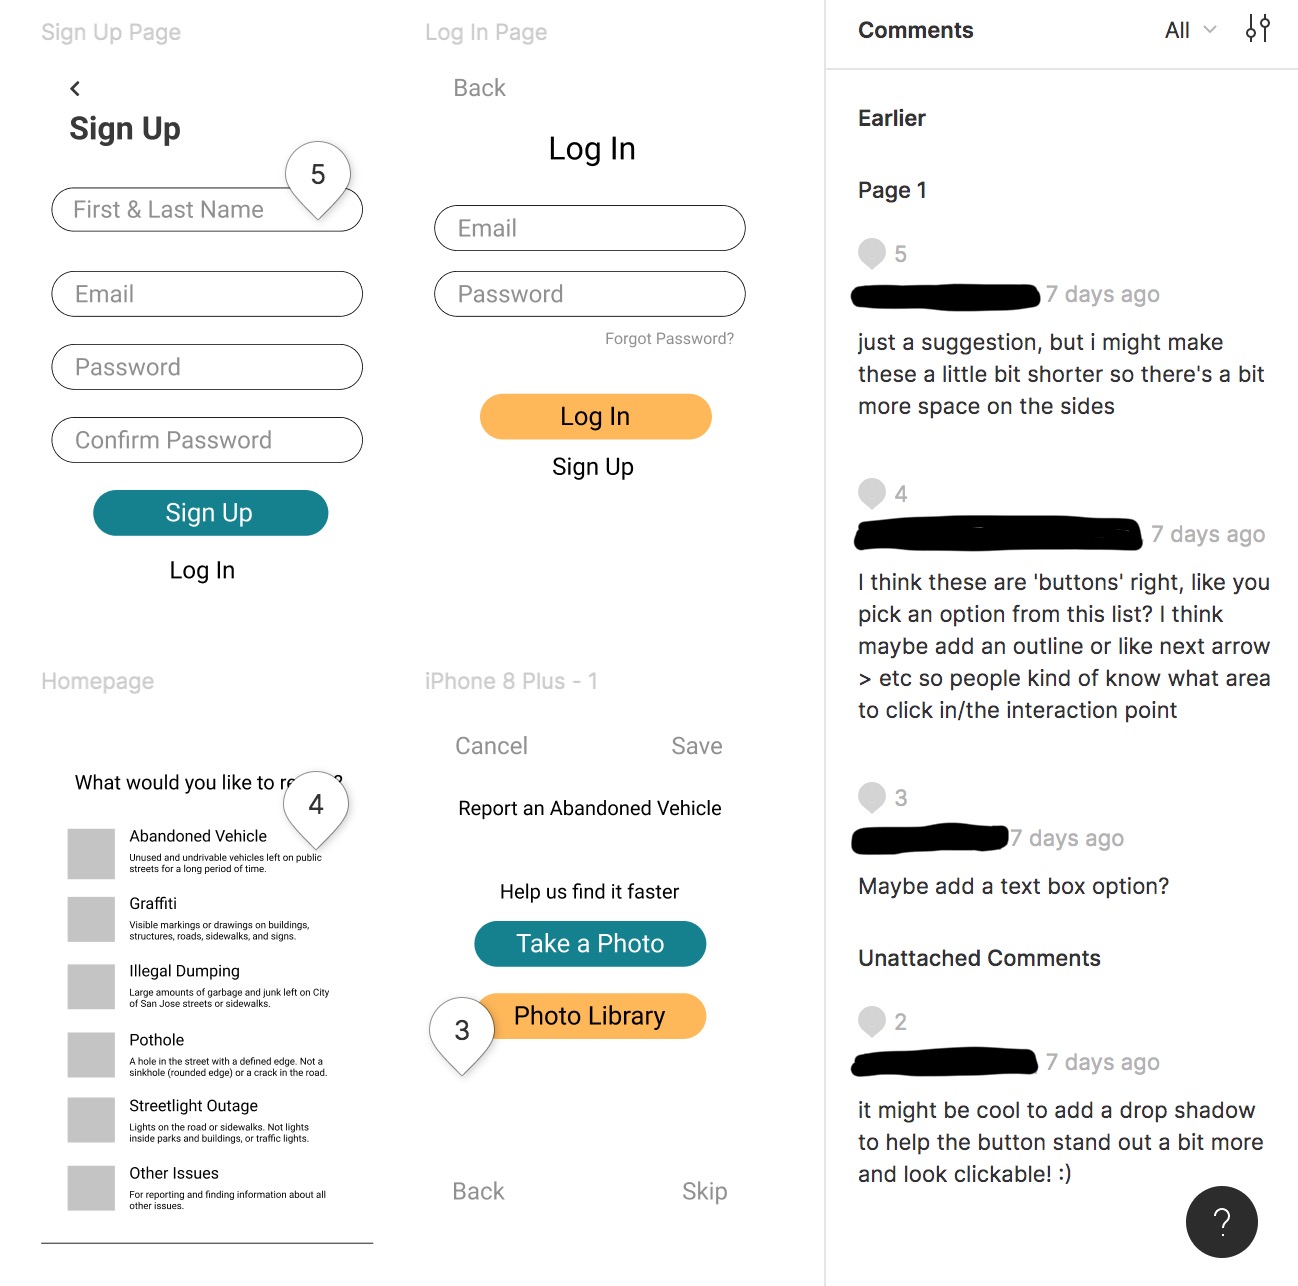 Sign Up Page
<
Sign Up
5
First & Last Name
Email
Password
Confirm Password
Sign Up
Log In
Log In Page
Back
Log In
Email
Password
Forgot Password?
Log In
Sign Up
Homepage
What would you like to re ?
4
Abandoned Vehicle
Unused and undrivable vehicles left on public
streets for a long period of time.
Graffiti
Visible markings or drawings on buildings,
structures, roads, sidewalks, and signs.
Illegal Dumping
Large amounts of garbage and junk left on City
of San Jose streets or sidewalks.
Pothole
A hole in the street with a defined edge. Not a
sinkhole (rounded edge) or a crack in the road.
Streetlight Outage
Lights on the road or sidewalks. Not lights
inside parks and buildings, or traffic lights.
Other Issues
For reporting and finding information about all
other issues.
iPhone 8 Plus - 1
Cancel Save
Report an Abandoned Vehicle
Help us find it faster
Take a Photo
Photo Library
3
Back Skip
Comments All
Earlier
Page 1
5
7 days ago
just a suggestion, but i might make
these a little bit shorter so there's a bit
more space on the sides
4
7 days ago
I think these are 'buttons' right, like you
pick an option from this list? I think
maybe add an outline or like next arrow
> etc so people kind of know what area
to click in/the interaction point
3
7 days ago
Maybe add a text box option?
Unattached Comments
2
7 days ago
it might be cool to add a drop shadow
to help the button stand out a bit more
and look clickable! :)
?